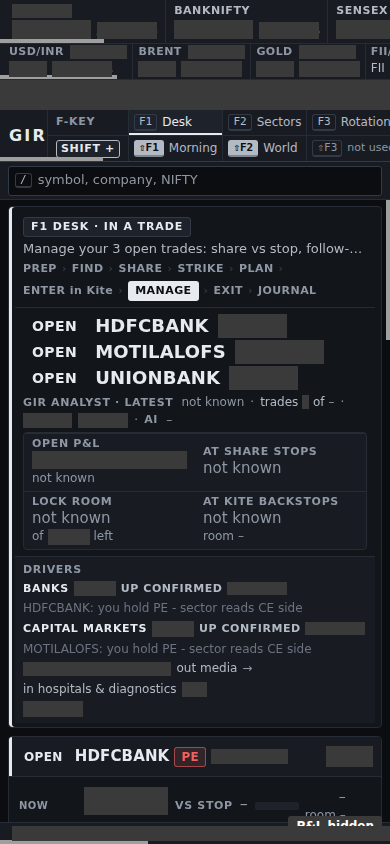 BANKNIFTY
SENSEX
USD/INR
BRENT
GOLD
FII
GIR
F-KEY
F1 Desk
F2 Sectors
F3 Rotation
SHIFT +
⇧F1 Morning
⇧F2 World
⇧F3 not used
/ symbol, company, NIFTY
F1 DESK · IN A TRADE
Manage your 3 open trades: share vs stop, follow-...
PREP › FIND › SHARE › STRIKE › PLAN ›
ENTER in Kite › MANAGE › EXIT › JOURNAL
OPEN HDFCBANK
OPEN MOTILALOFS
OPEN UNIONBANK
GIR ANALYST · LATEST not known · trades of – ·
· AI –
OPEN P&L
not known
AT SHARE STOPS
not known
LOCK ROOM
not known
of left
AT KITE BACKSTOPS
not known
room –
DRIVERS
BANKS UP CONFIRMED
HDFCBANK: you hold PE - sector reads CE side
CAPITAL MARKETS UP CONFIRMED
MOTILALOFS: you hold PE - sector reads CE side
out media →
in hospitals & diagnostics
OPEN HDFCBANK PE
NOW
VS STOP –
–
room –
P&L hidden